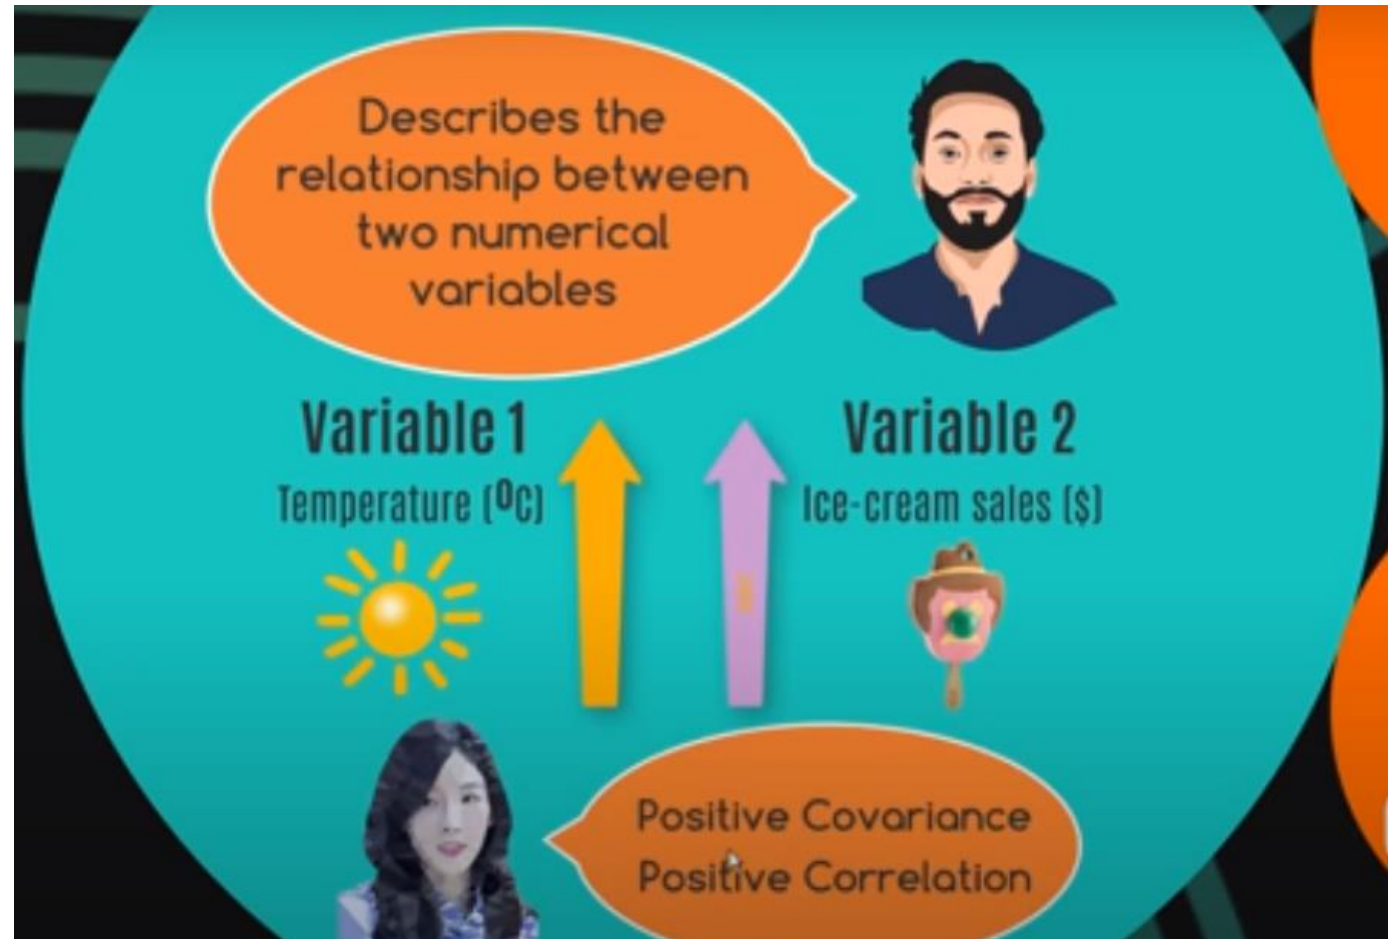 Describes the
relationship between
two numerical
variables
Variable 1
Variable 2
Temperature (ºC)
Ice-cream sales ($)
Positive Covariance
Positive Correlation